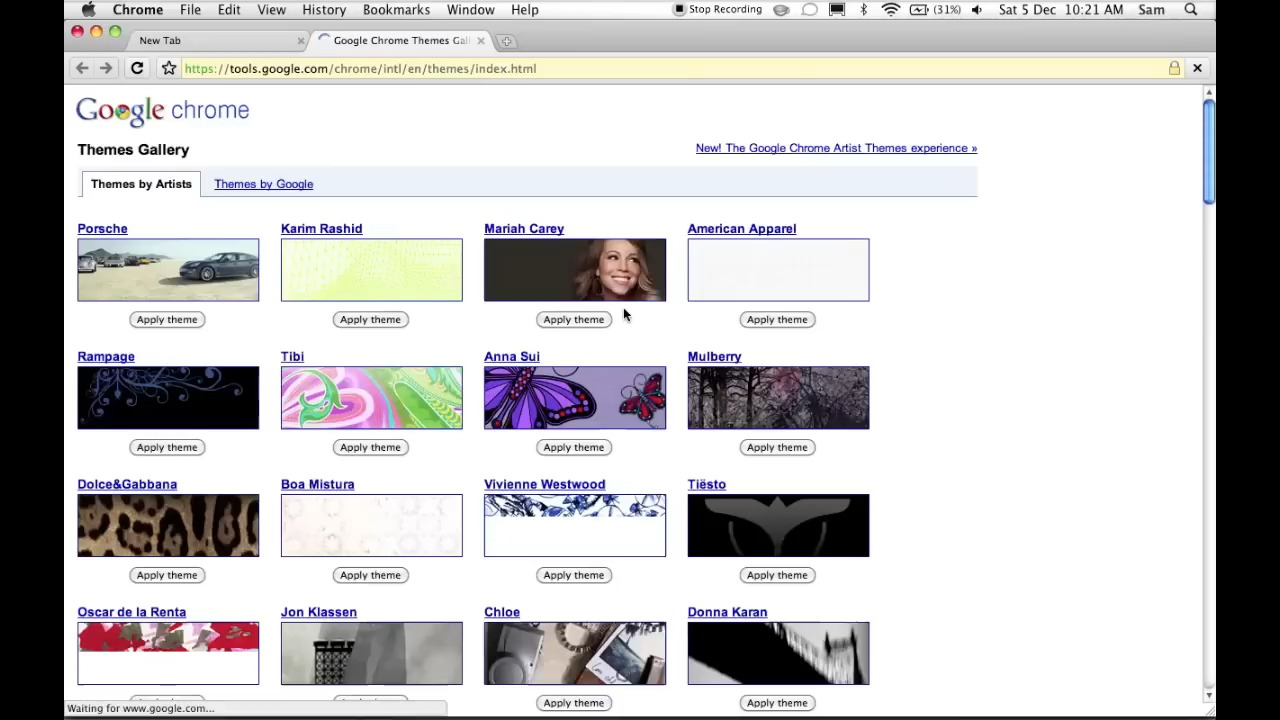 Chrome File Edit View History Bookmarks Window Help Stop Recording (31%) Sat 5 Dec 10:21 AM Sam
New Tab Google Chrome Themes Gal
https://tools.google.com/chrome/intl/en/themes/index.html
Google chrome
Themes Gallery New! The Google Chrome Artist Themes experience »
Themes by Artists Themes by Google
Porsche Karim Rashid Mariah Carey American Apparel
Apply theme Apply theme Apply theme Apply theme
Rampage Tibi Anna Sui Mulberry
Apply theme Apply theme Apply theme Apply theme
Dolce&Gabbana Boa Mistura Vivienne Westwood Tiësto
Apply theme Apply theme Apply theme Apply theme
Oscar de la Renta Jon Klassen Chloe Donna Karan
Apply theme Apply theme
Waiting for www.google.com...